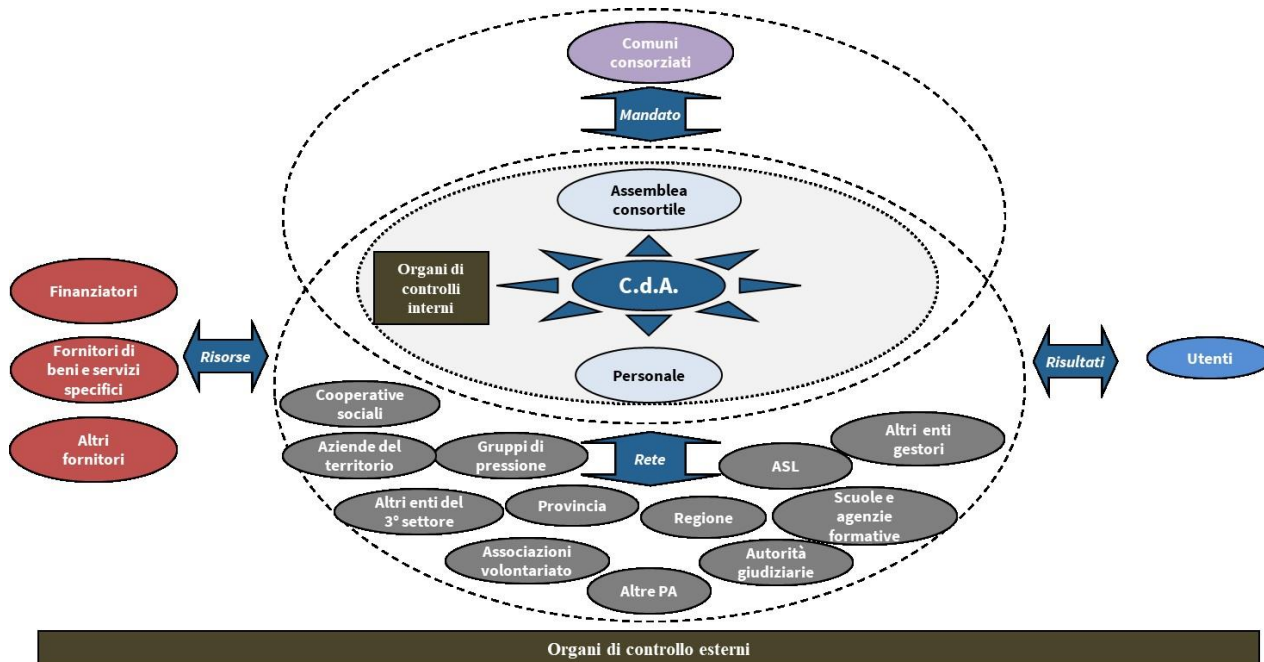 Comuni
consorziati
Mandato
Assemblea
consortile
Organi di
controlli
interni
C.d.A.
Personale
Finanziatori
Fornitori di
beni e servizi
specifici
Altri
fornitori
Risorse
Risultati
Utenti
Cooperative
sociali
Aziende del
territorio
Gruppi di
pressione
Rete
ASL
Altri enti
gestori
Altri enti del
3° settore
Provincia
Regione
Scuole e
agenzie
formative
Associazioni
volontariato
Altre PA
Autorità
giudiziarie
Organi di controllo esterni